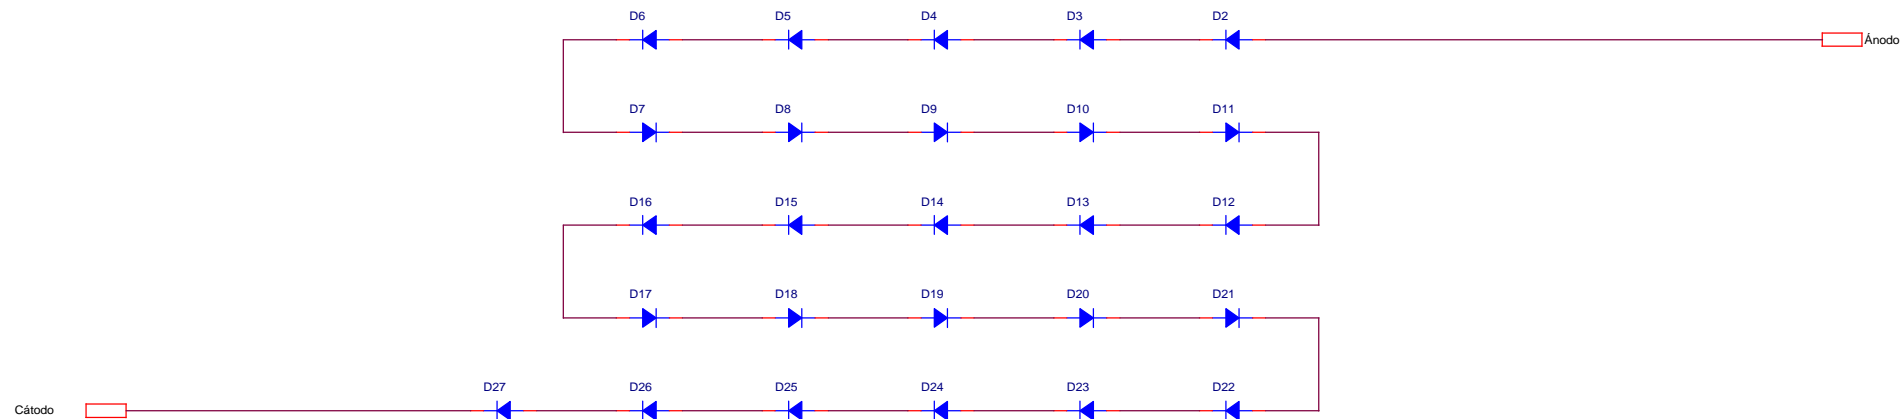 D6 D5 D4 D3 D2
Ánodo
D7 D8 D9 D10 D11
D16 D15 D14 D13 D12
D17 D18 D19 D20 D21
D27 D26 D25 D24 D23 D22
Cátodo